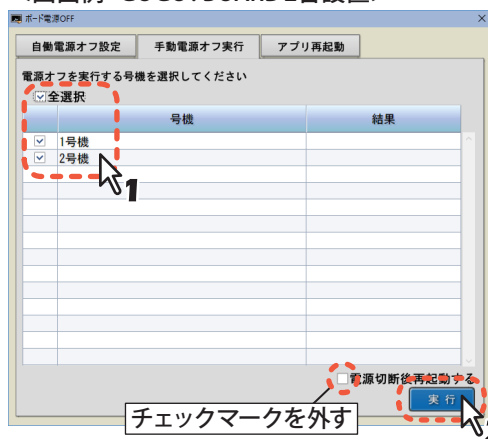 ボード電源OFF
自働電源オフ設定 手動電源オフ実行 アプリ再起動
電源オフを実行する号機を選択してください
全選択
号機 結果
1号機
2号機
1
電源切断後再起動する
実行
チェックマークを外す